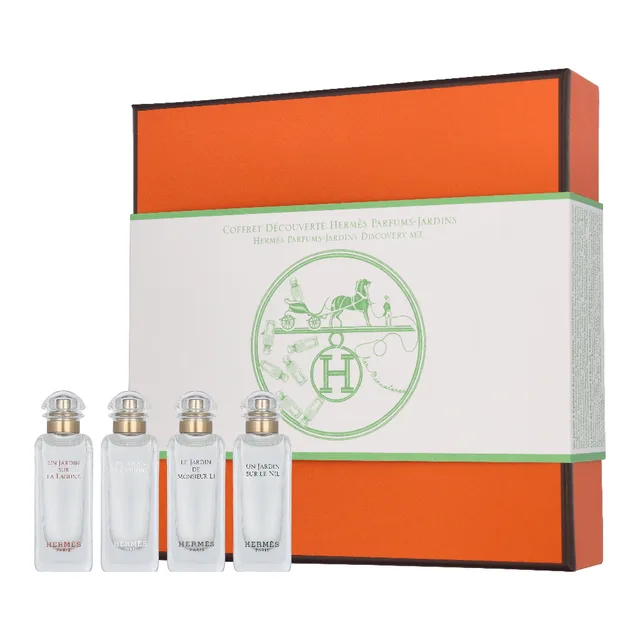 COFFRET DÉCOUVERTE HERMÈS PARFUMS-JARDINS
HERMÈS PARFUMS-JARDINS DISCOVERY SET
H
UN JARDIN
SUR
LA LAGUNE
HERMÈS
PARIS
HERMÈS
PARIS
LE JARDIN
DE
MONSIEUR LI
HERMÈS
PARIS
UN JARDIN
SUR LE NIL
HERMÈS
PARIS